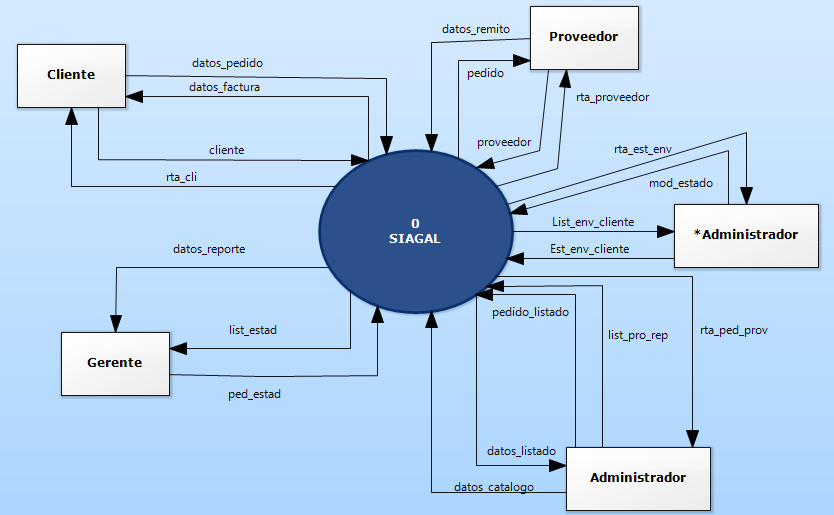 datos_remito
Proveedor
Cliente
datos_pedido
pedido
datos_factura
rta_proveedor
proveedor
cliente
rta_est_env
rta_cli
mod_estado
0
SIAGAL
List_env_cliente
*Administrador
datos_reporte
Est_env_cliente
pedido_listado
list_estad
list_pro_rep
rta_ped_prov
Gerente
ped_estad
datos_listado
datos_catalogo
Administrador